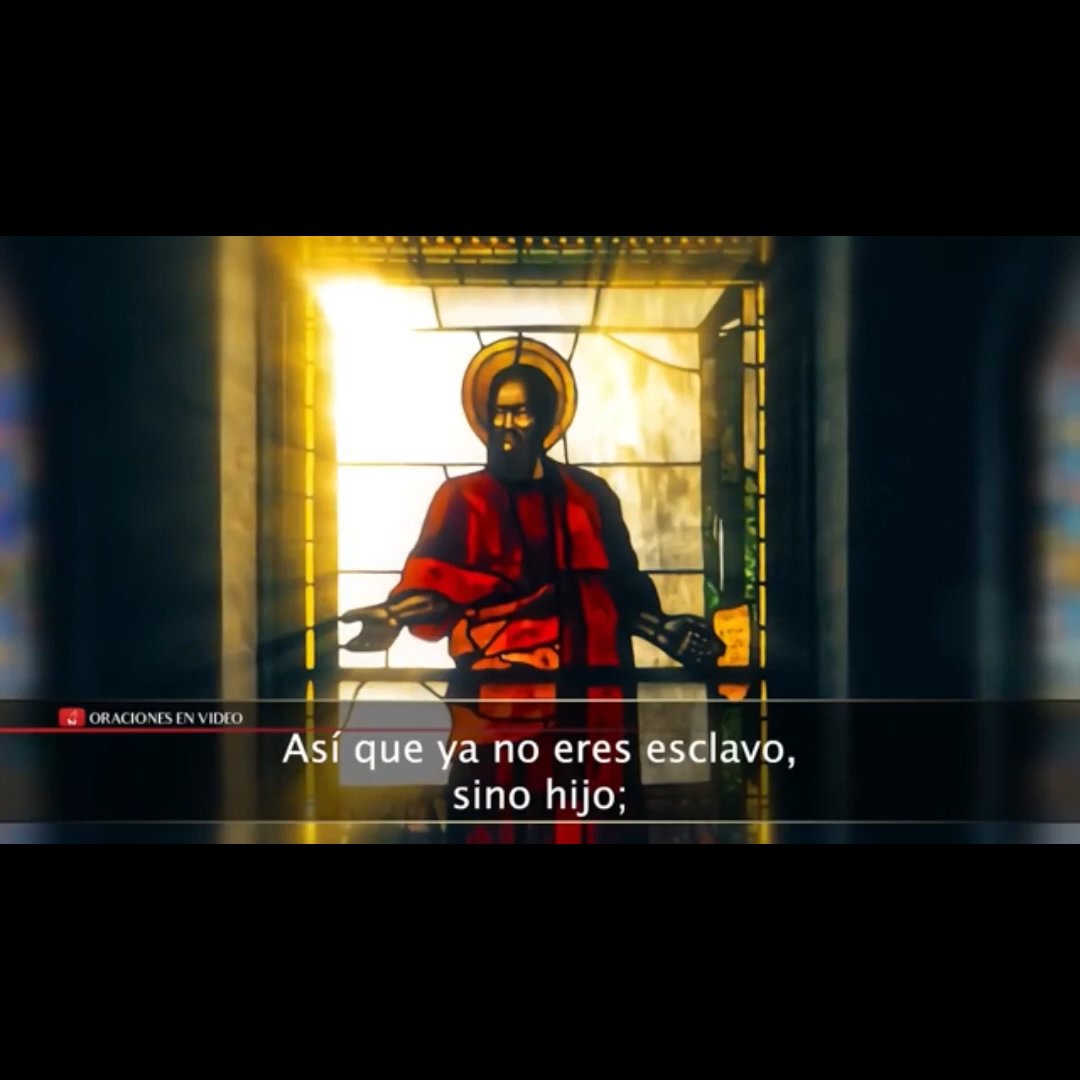 ORACIONES EN VIDEO
Así que ya no eres esclavo,
sino hijo;